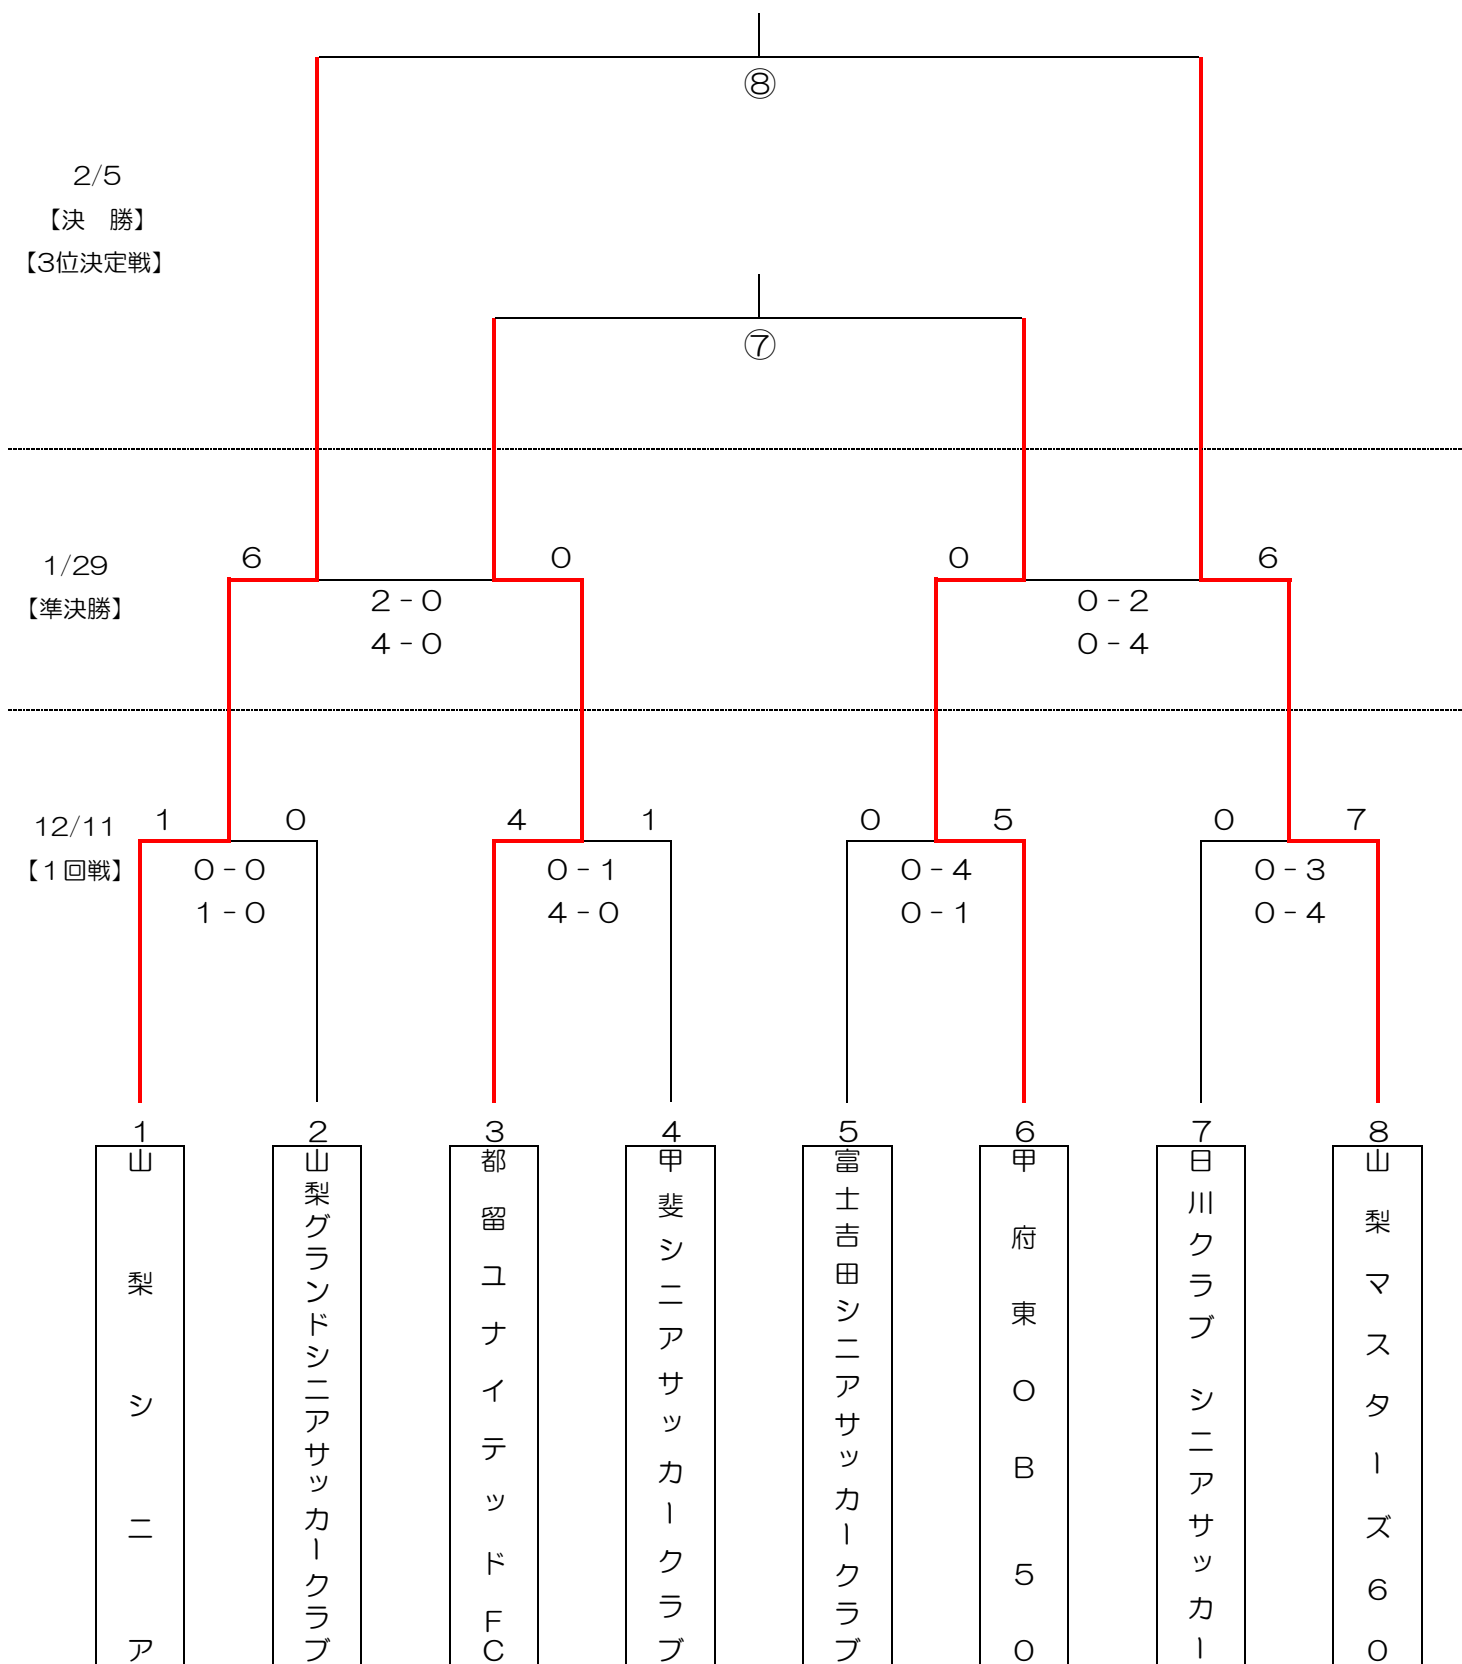 ⑧
2/5
【決 勝】
【3位決定戦】
⑦
1/29
【準決勝】
6 0 0 6
2-0 0-2
4-0 0-4
12/11
【1回戦】
1 0 4 1 0 5 0 7
0-0 0-1 0-4 0-3
1-0 4-0 0-1 0-4
1 2 3 4 5 6 7 8
山梨シニア
山梨グランドシニアサッカークラブ
都留ユナイテッドFC
甲斐シニアサッカークラブ
富士吉田シニアサッカークラブ
甲府東OB50
日川クラブ シニアサッカー
山梨マスターズ60